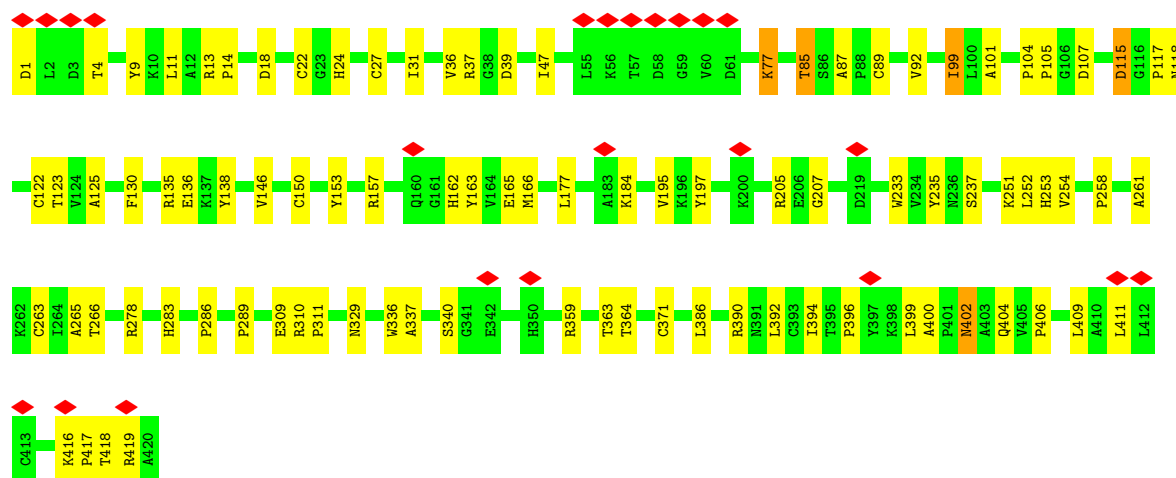 D1 L2 D3 T4 Y9 K10 L11 A12 R13 P14 D18 C22 G23 H24 C27 I31 V36 R37 G38 D39 I47 L55 K56 T57 D58 G59 V60 D61 K77 T85 S86 A87 P88 C89 V92 I99 L100 A101 P104 P105 G106 D107 D115 G116 P117 N118
C122 T123 V124 A125 F130 R135 E136 K137 Y138 V146 C150 Y153 R157 Q160 G161 H162 Y163 V164 E165 M166 L177 A183 K184 V195 K196 Y197 K200 R205 E206 G207 D219 W233 V234 Y235 N236 S237 K251 L252 H253 V254 P258 A261
K262 C263 I264 A265 T266 R278 H283 P286 P289 E309 R310 P311 N329 W336 A337 S340 G341 E342 H350 R359 T363 T364 C371 L386 R390 N391 L392 C393 I394 T395 P396 Y397 K398 L399 A400 P401 N402 A403 Q404 V405 P406 L409 A410 L411 L412
C413 K416 P417 T418 R419 A420